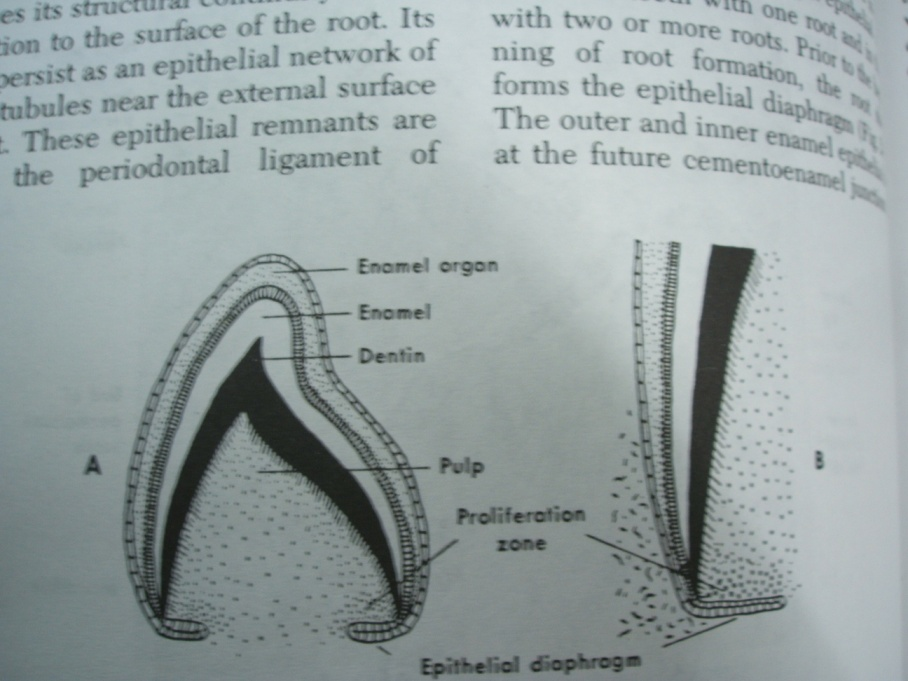 es its structural
tion to the surface of the root. Its
persist as an epithelial network of
tubules near the external surface
t. These epithelial remnants are
the periodontal ligament of
with one root and
with two or more roots. Prior to the
ning of root formation, the root
forms the epithelial diaphragm (Fig.
The outer and inner enamel
at the future cementoenamel
Enamel organ
Enamel
Dentin
A
Pulp
B
Proliferation
zone
Epithelial diaphragm